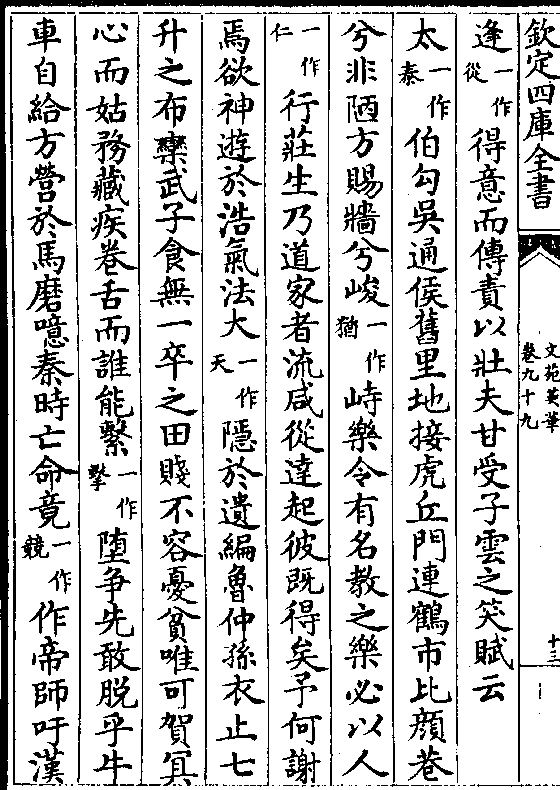 欽定四庫全書
文苑英華
卷九十九
十三
逢一作從得意而傳責以壯夫甘受子雲之笑賦云
太一作泰伯勾吳通侯舊里地接虎丘門連鶴市比顔巷
兮非陋方賜牆兮峻一作猶峙樂令有名教之樂必以人
一作仁行莊生乃道家者流咸從達起彼既得矣予何謝
焉欲神遊於浩氣法大一作天隱於遺編魯仲孫衣止七
升之布欒武子食無一卒之田賤不容憂貧唯可賀冥
心而姑務藏疾卷舌而誰能繫一作擊墮争先敢脱乎牛
車自給方營於馬磨噫秦時亡命竟一作競作帝師吁漢